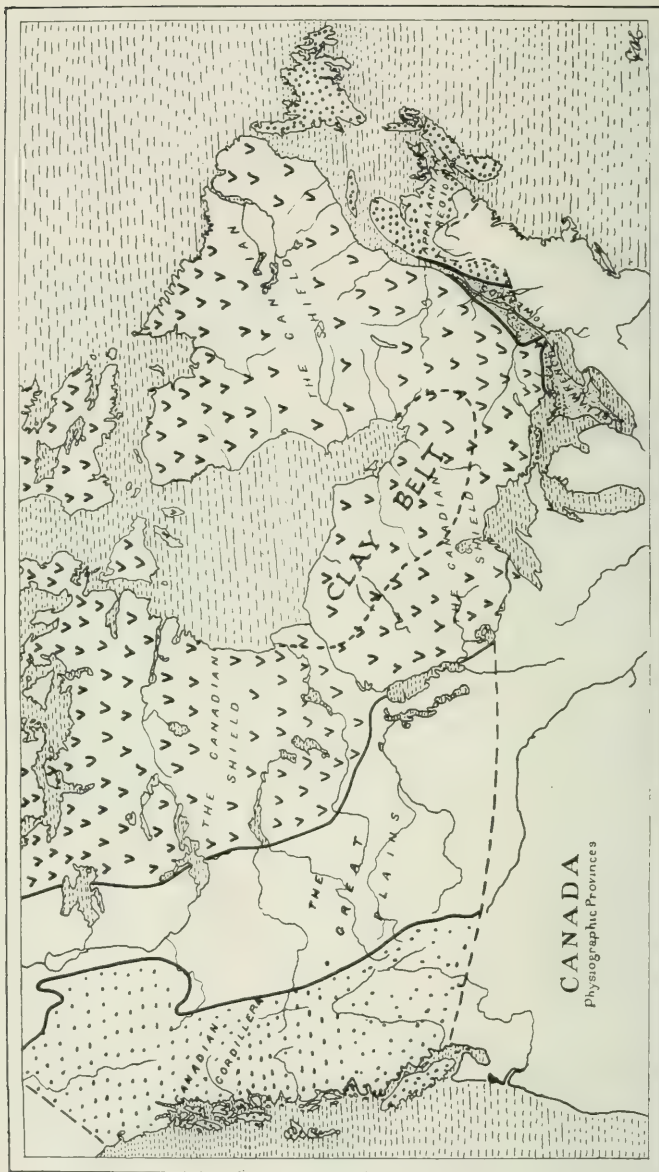 CANADIAN
CORDILLERA
THE
GREAT
PLAINS
THE CANADIAN
SHIELD
CLAY BELT
THE CANADIAN
SHIELD
THE CANADIAN
SHIELD
APPALACHIAN
REGION
CANADA
Physiographic Provinces